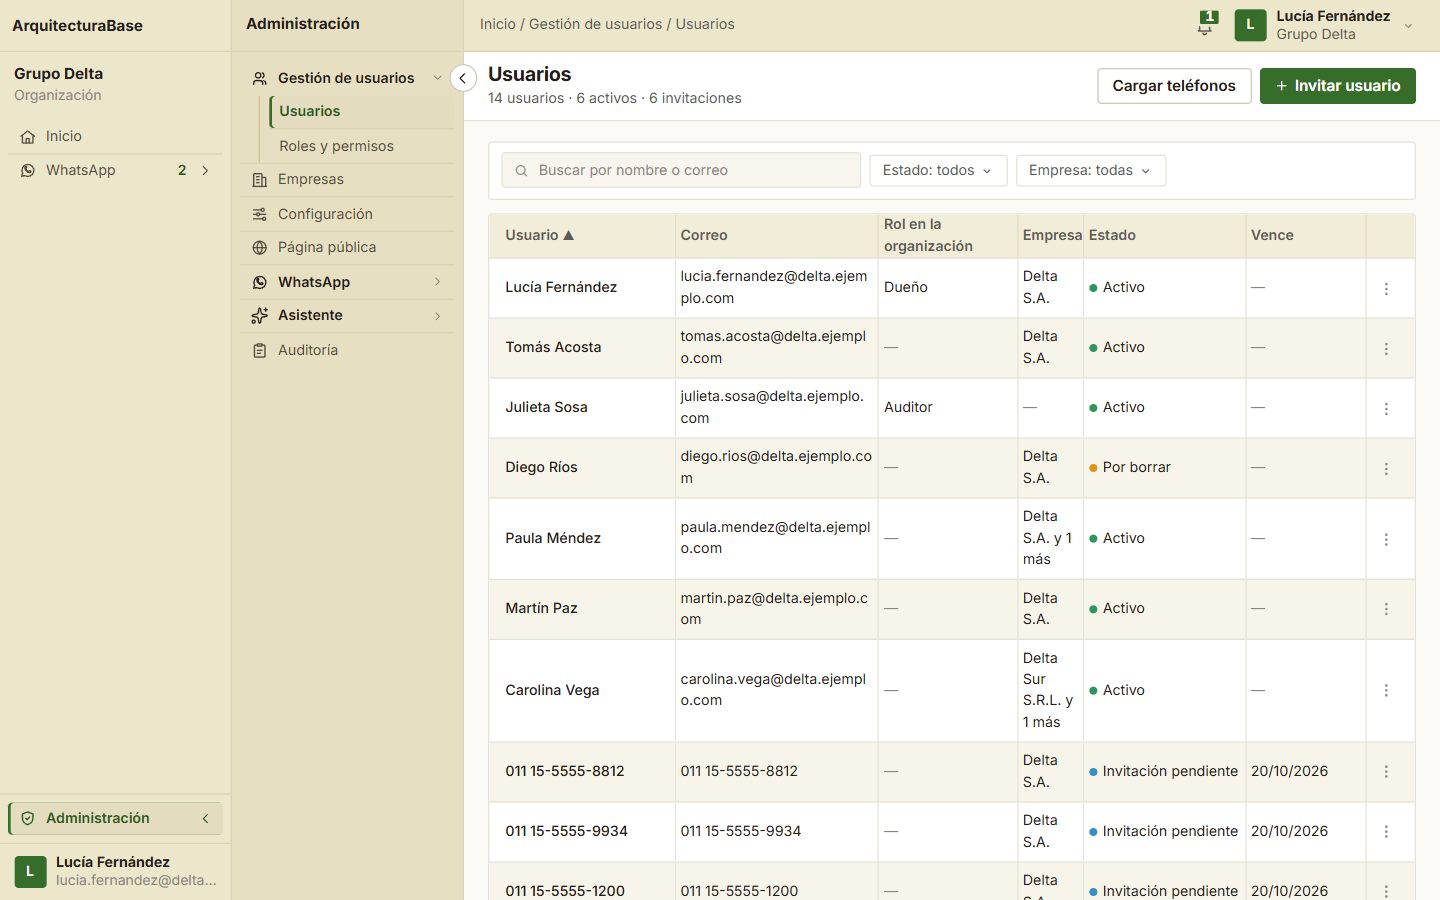 ArquitecturaBase
Grupo Delta
Organización
Inicio
WhatsApp 2
Administración
Lucía Fernández
lucia.fernandez@delta...
Administración
Gestión de usuarios
Usuarios
Roles y permisos
Empresas
Configuración
Página pública
WhatsApp
Asistente
Auditoría
Inicio / Gestión de usuarios / Usuarios
1
L
Lucía Fernández
Grupo Delta
Usuarios
14 usuarios · 6 activos · 6 invitaciones
Cargar teléfonos
+ Invitar usuario
Buscar por nombre o correo
Estado: todos
Empresa: todas
Usuario ▲ Correo Rol en la organización Empresa Estado Vence
Lucía Fernández lucia.fernandez@delta.ejemplo.com Dueño Delta S.A. Activo —
Tomás Acosta tomas.acosta@delta.ejemplo.com — Delta S.A. Activo —
Julieta Sosa julieta.sosa@delta.ejemplo.com Auditor — Activo —
Diego Ríos diego.rios@delta.ejemplo.com — Delta S.A. Por borrar —
Paula Méndez paula.mendez@delta.ejemplo.com — Delta S.A. y 1 más Activo —
Martín Paz martin.paz@delta.ejemplo.com — Delta S.A. Activo —
Carolina Vega carolina.vega@delta.ejemplo.com — Delta Sur S.R.L. y 1 más Activo —
011 15-5555-8812 011 15-5555-8812 — Delta S.A. Invitación pendiente 20/10/2026
011 15-5555-9934 011 15-5555-9934 — Delta S.A. Invitación pendiente 20/10/2026
011 15-5555-1200 011 15-5555-1200 — Delta S.A. Invitación pendiente 20/10/2026
L